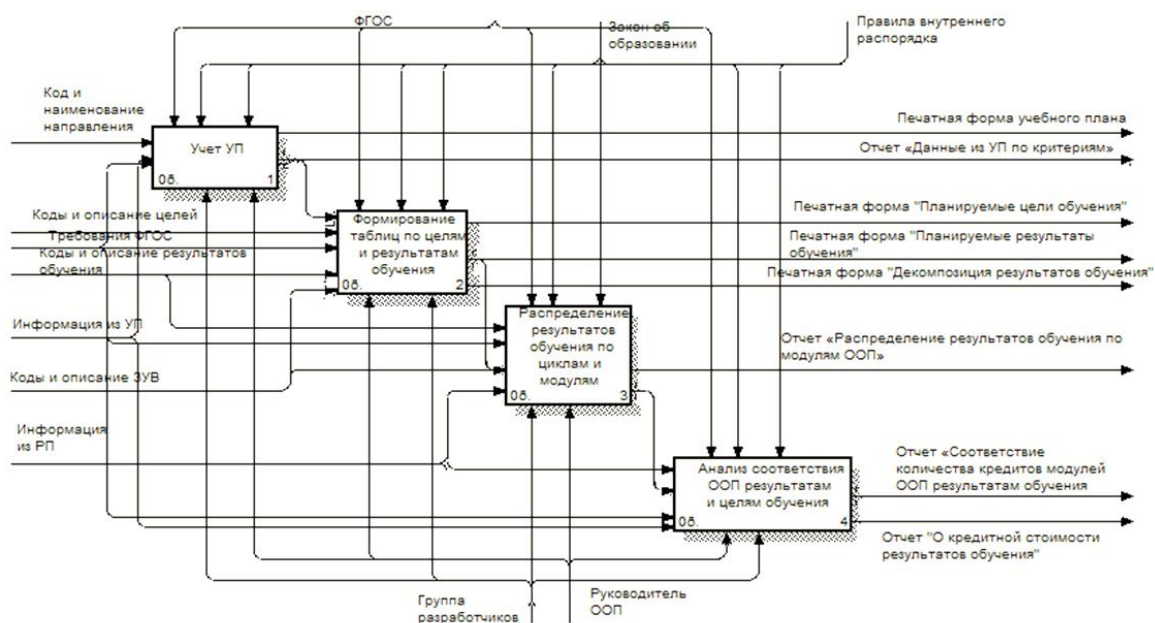 ФГОС
Закон об
образовании
Правила внутреннего
распорядка
Код и
наименование
направления
Учет УП
0б.
1
Печатная форма учебного плана
Отчет «Данные из УП по критериям»
Коды и описание целей
Требования ФГОС
Коды и описание результатов
обучения
Формирование
таблиц по целям
и результатам
обучения
0б.
2
Печатная форма "Планируемые цели обучения"
Печатная форма "Планируемые результаты
обучения"
Печатная форма "Декомпозиция результатов обучения"
Информация из УП
Коды и описание ЗУВ
Распределение
результатов
обучения по
циклам и
модулям
0б.
3
Отчет «Распределение результатов обучения по
модулям ООП»
Информация
из РП
Анализ соответствия
ООП результатам
и целям обучения
0б.
4
Отчет «Соответствие
количества кредитов модулей
ООП результатам обучения
Отчет "О кредитной стоимости
результатов обучения"
Группа
разработчиков
Руководитель
ООП